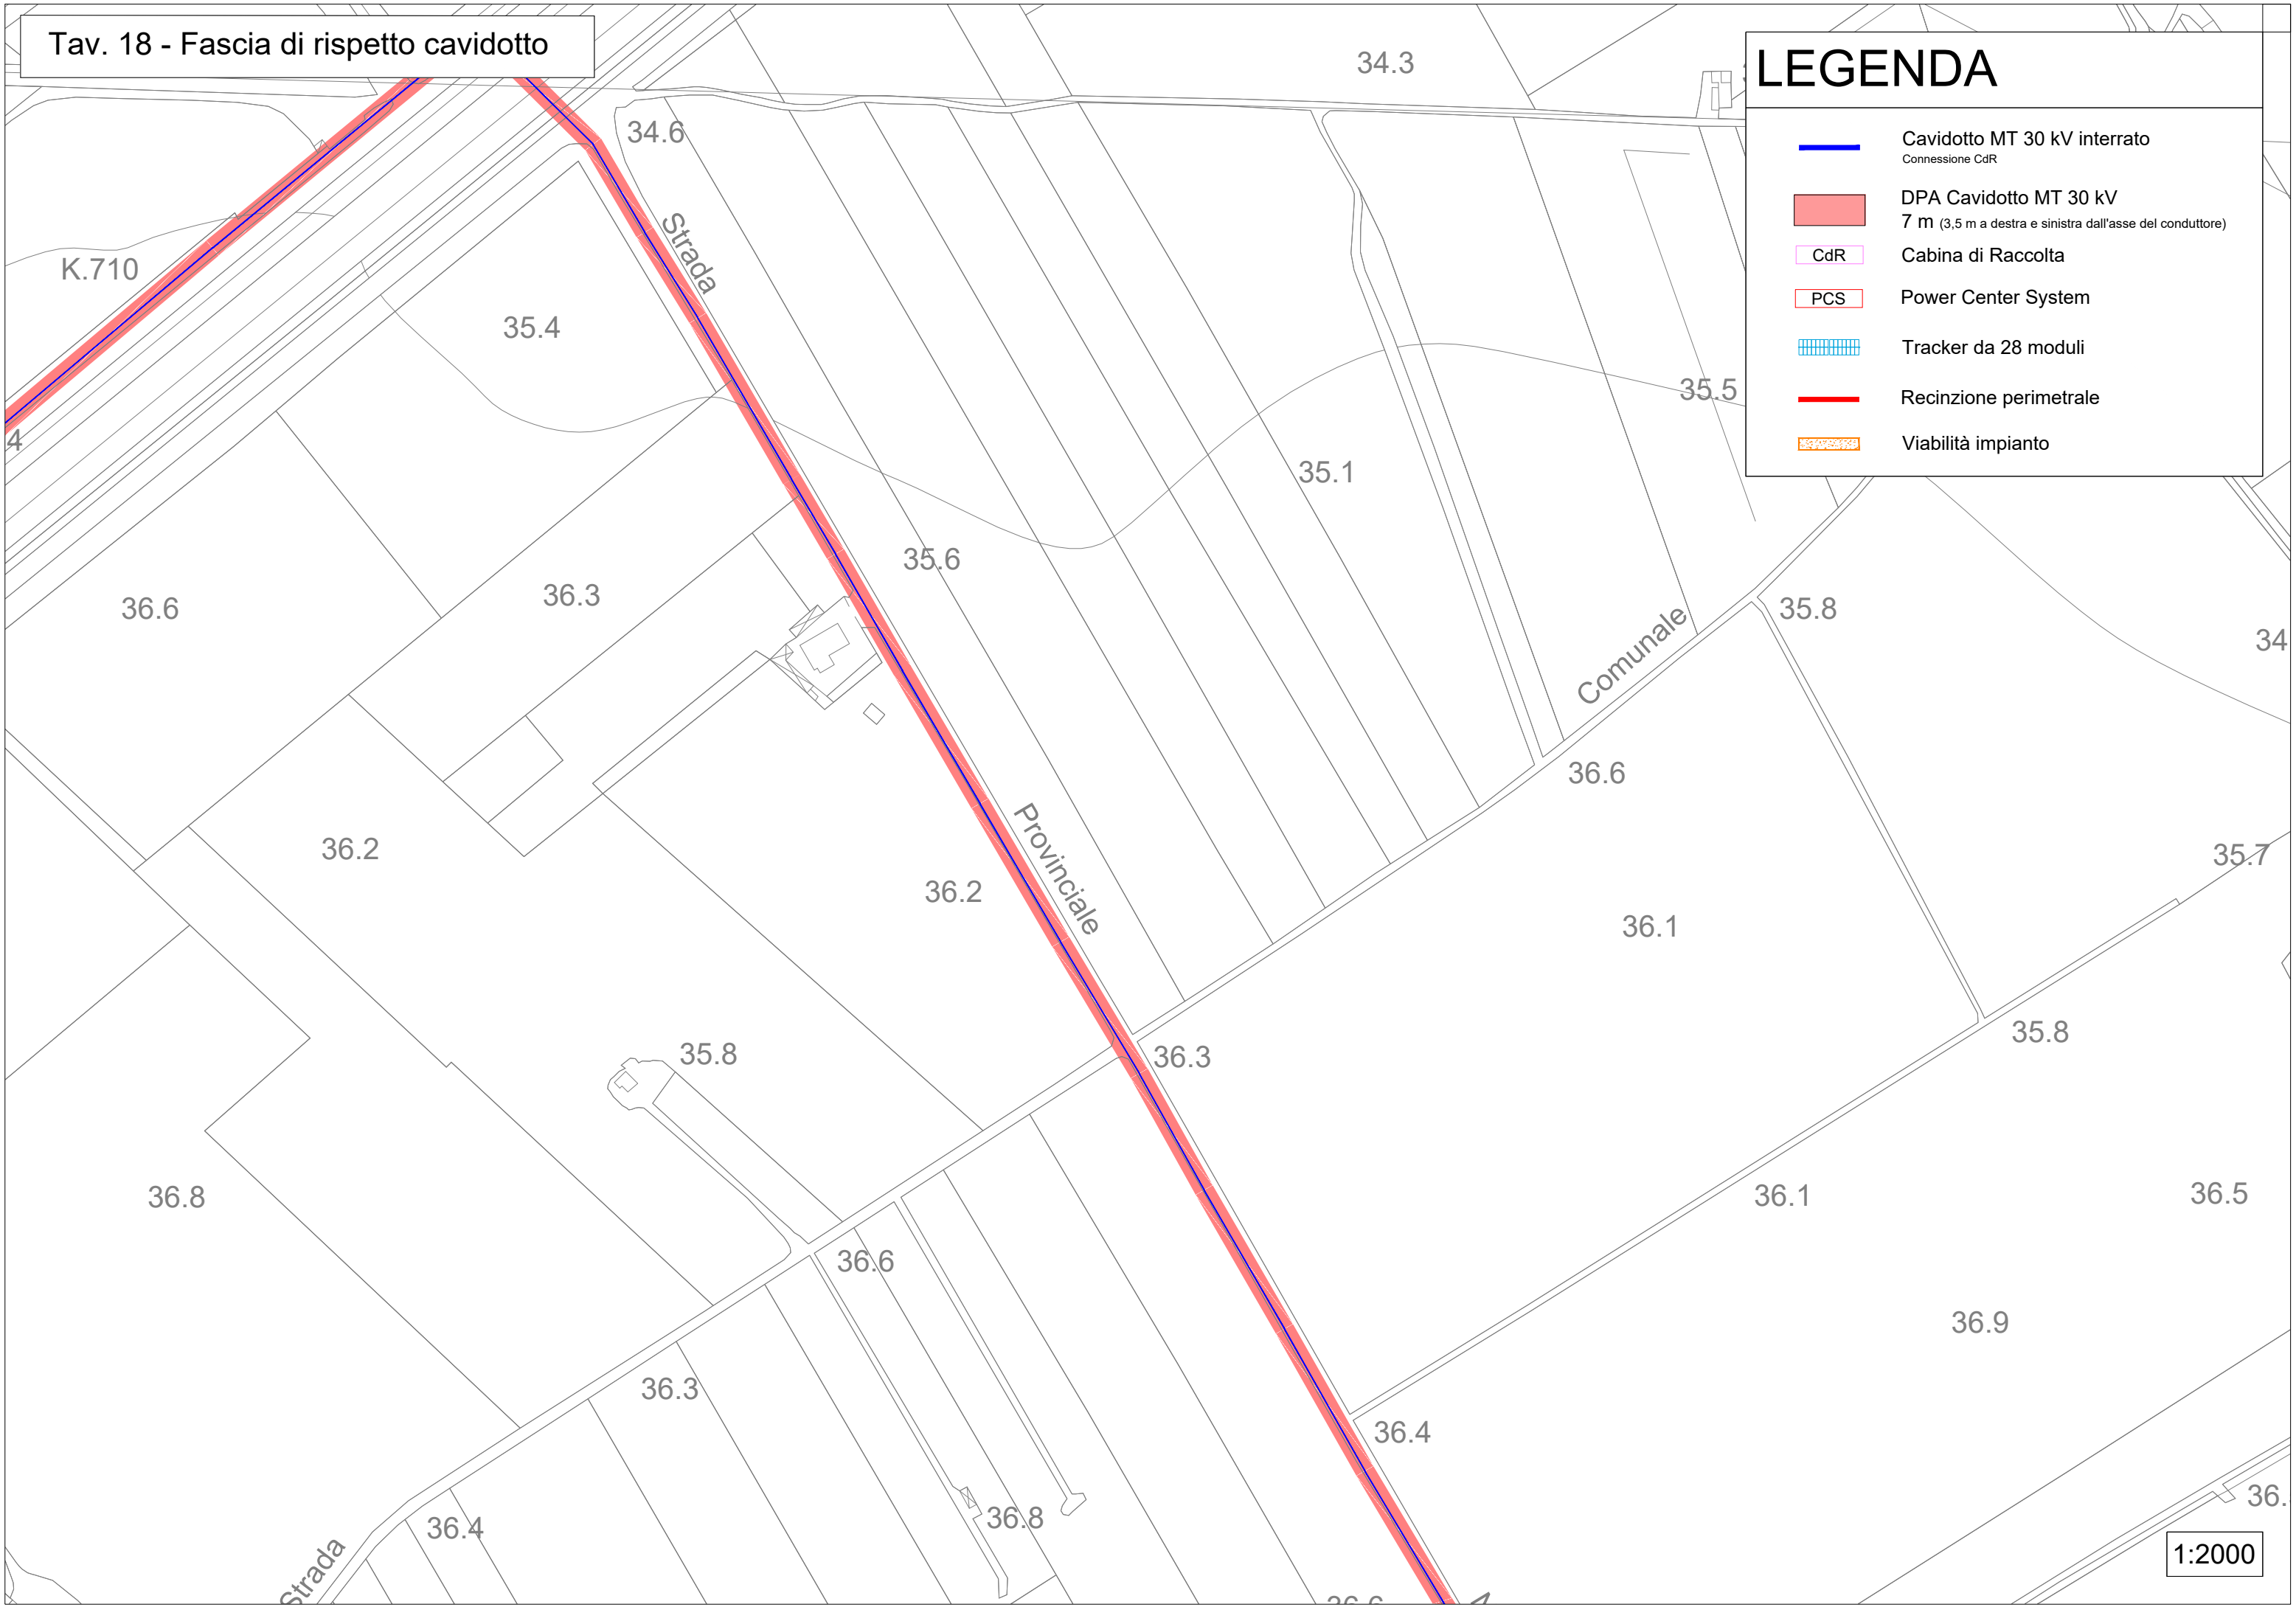 Tav. 18 - Fascia di rispetto cavidotto
LEGENDA
Cavidotto MT 30 kV interrato
Connessione CdR
DPA Cavidotto MT 30 kV
7 m (3,5 m a destra e sinistra dall'asse del conduttore)
CdR
Cabina di Raccolta
PCS
Power Center System
Tracker da 28 moduli
Recinzione perimetrale
Viabilità impianto
34.3
34.6
Strada
K.710
35.4
35.5
4
35.1
35.6
36.6
36.3
35.8
Comunale
34
36.6
36.2
Provinciale
35.7
36.2
36.1
35.8
36.3
35.8
36.8
36.1
36.5
36.6
36.9
36.3
36.4
36.8
36.4
36.
Strada
1:2000